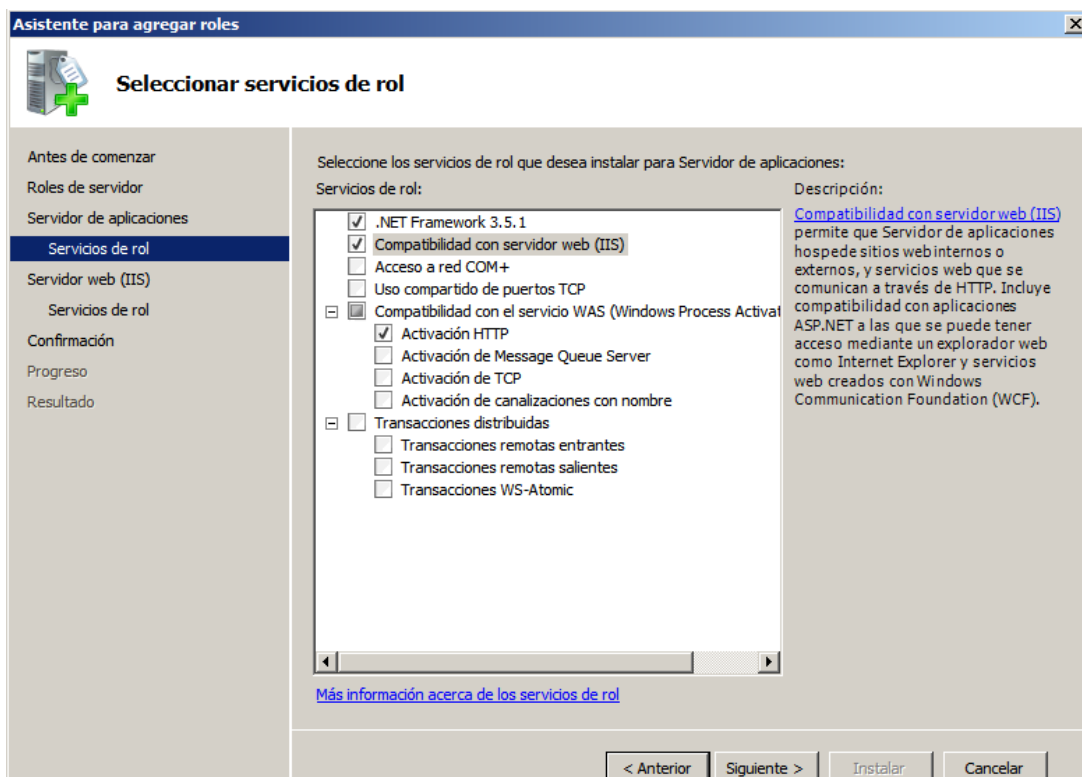 Asistente para agregar roles
Seleccionar servicios de rol
Antes de comenzar
Roles de servidor
Servidor de aplicaciones
Servicios de rol
Servidor web (IIS)
Servicios de rol
Confirmación
Progreso
Resultado
Seleccione los servicios de rol que desea instalar para Servidor de aplicaciones:
Servicios de rol:
.NET Framework 3.5.1
Compatibilidad con servidor web (IIS)
Acceso a red COM+
Uso compartido de puertos TCP
Compatibilidad con el servicio WAS (Windows Process Activat
Activación HTTP
Activación de Message Queue Server
Activación de TCP
Activación de canalizaciones con nombre
Transacciones distribuidas
Transacciones remotas entrantes
Transacciones remotas salientes
Transacciones WS-Atomic
Más información acerca de los servicios de rol
Descripción:
Compatibilidad con servidor web (IIS)
permite que Servidor de aplicaciones
hospede sitios web internos o
externos, y servicios web que se
comunican a través de HTTP. Incluye
compatibilidad con aplicaciones
ASP.NET a las que se puede tener
acceso mediante un explorador web
como Internet Explorer y servicios
web creados con Windows
Communication Foundation (WCF).
< Anterior
Siguiente >
Instalar
Cancelar